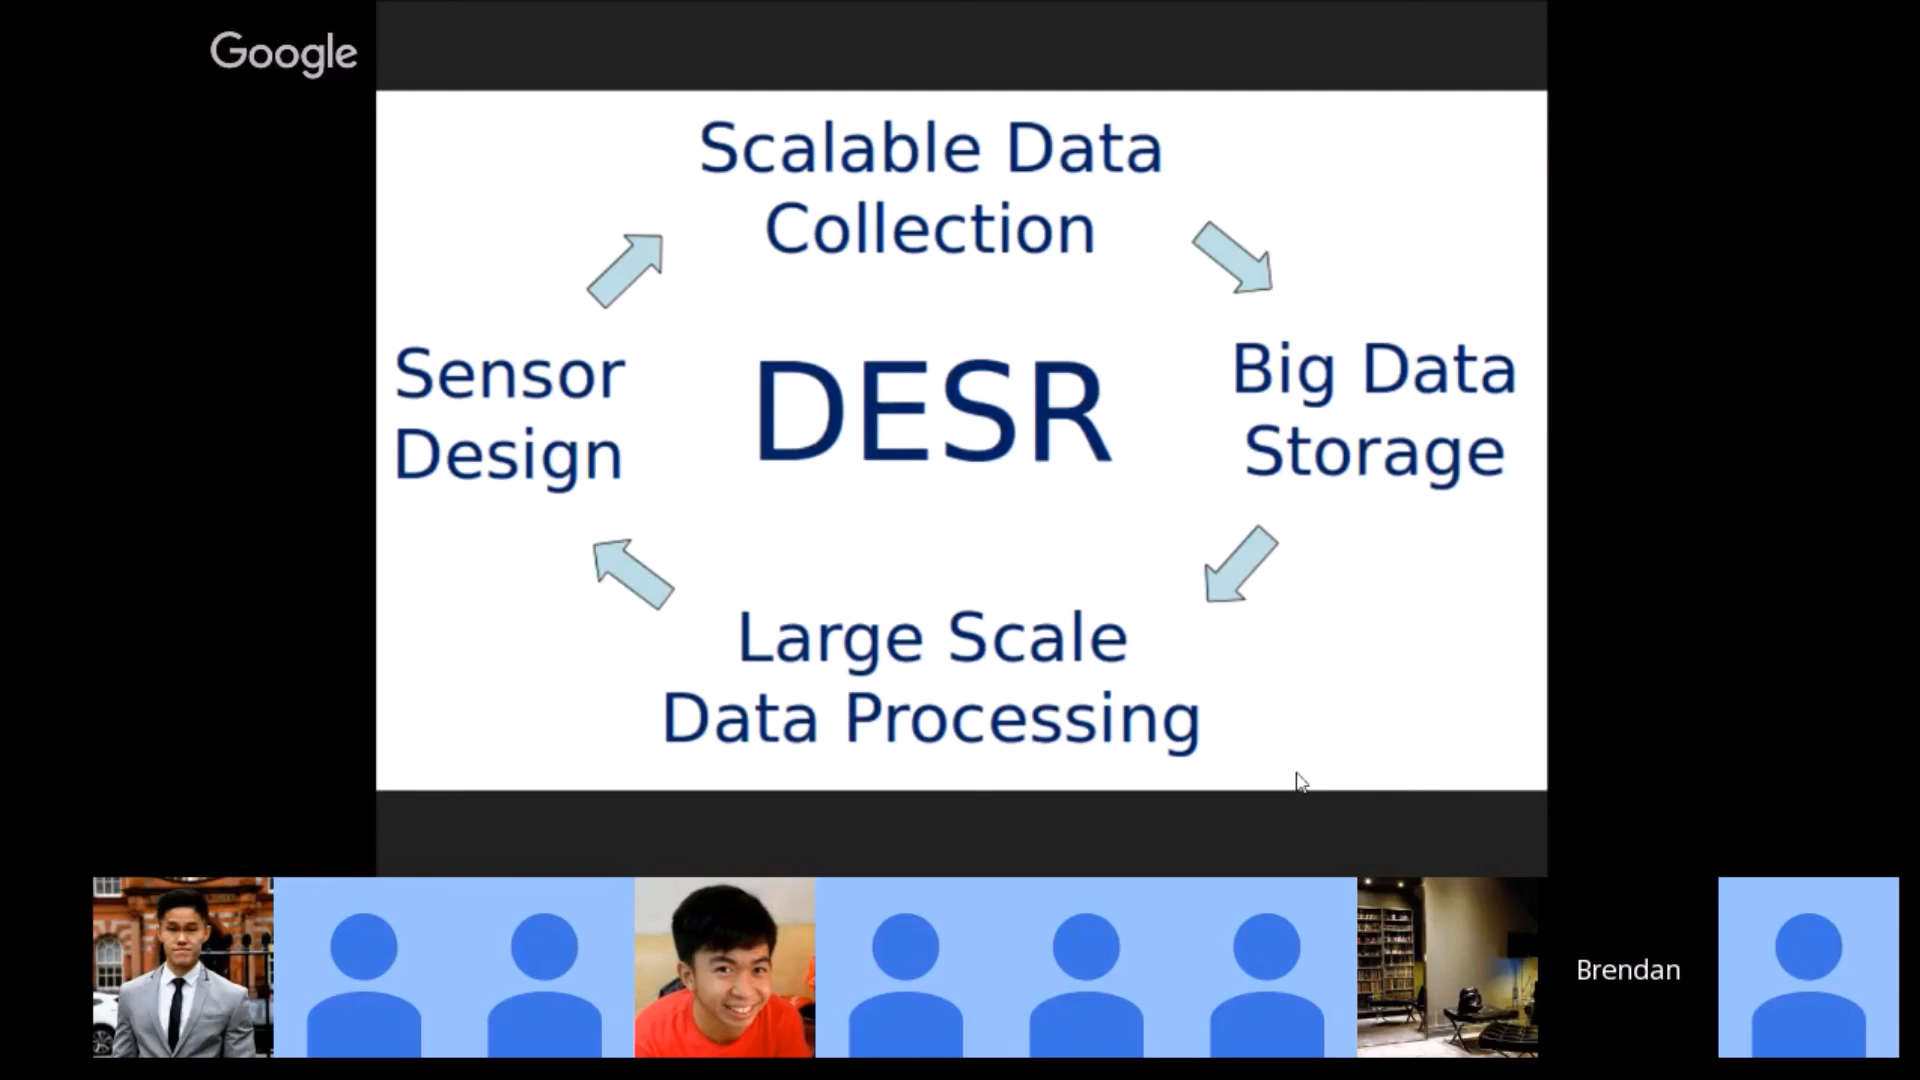 Google
Scalable Data
Collection
Sensor
Design
DESR
Big Data
Storage
Large Scale
Data Processing
Brendan